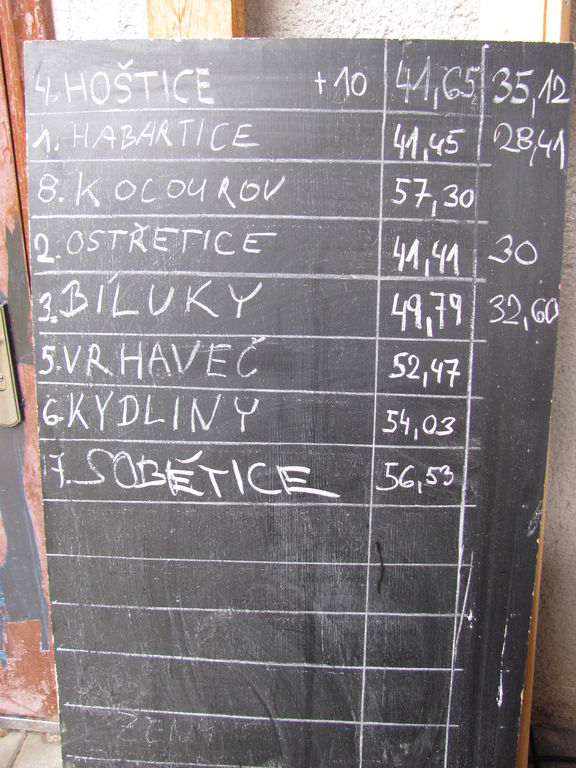 4. HOŠTICE +10 41,65 35,12
1. HABARTICE 41,45 28,41
8. KOCOUROV 57,30
2. OSTŘETICE 41,41 30
3. BÍLUKY 49,79 32,60
5. VRHAVEČ 52,47
6. KYDLINY 54,03
7. SOBĚTICE 56,53